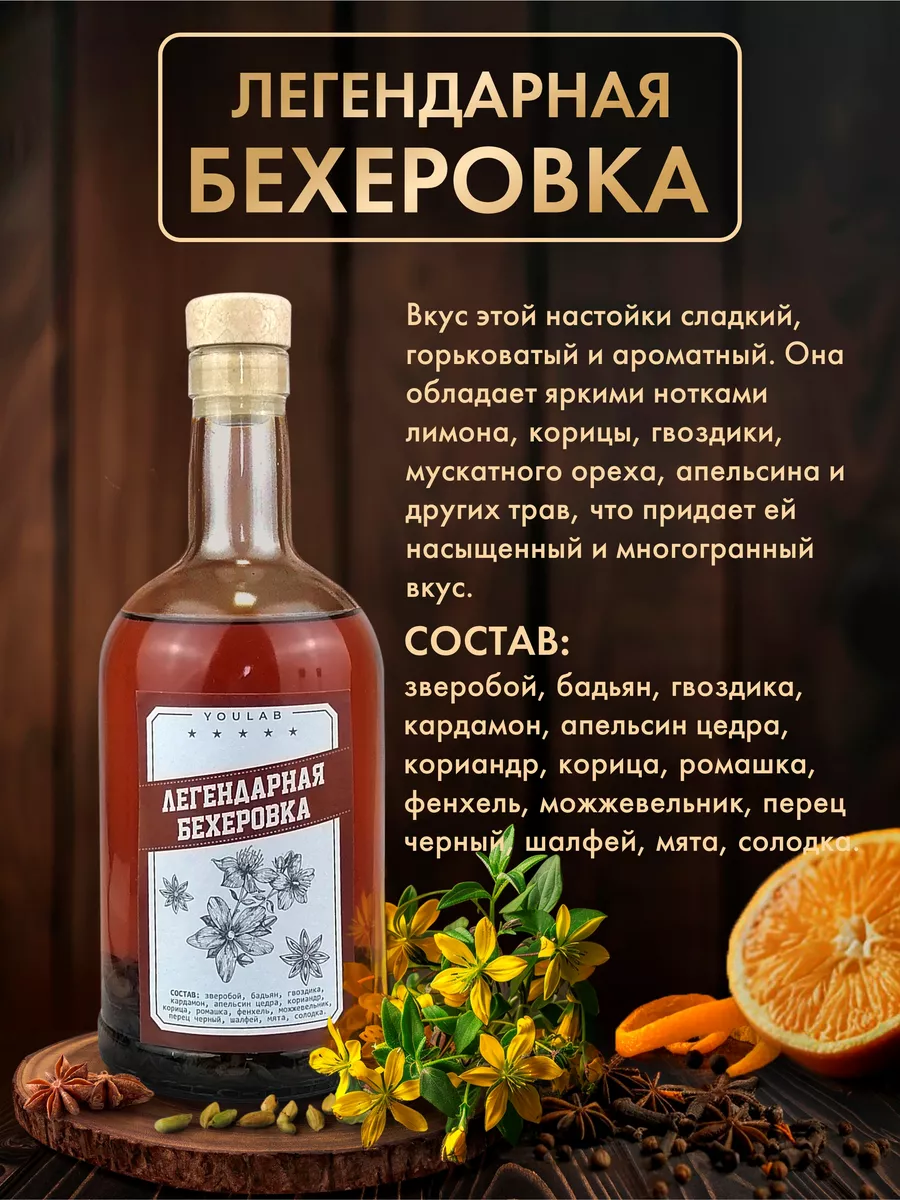 ЛЕГЕНДАРНАЯ
БЕХЕРОВКА
Вкус этой настойки сладкий,
горьковатый и ароматный. Она
обладает яркими нотками
лимона, корицы, гвоздики,
мускатного ореха, апельсина и
других трав, что придает ей
насыщенный и многогранный
вкус.
СОСТАВ:
зверобой, бадьян, гвоздика,
кардамон, апельсин цедра,
кориандр, корица, ромашка,
фенхель, можжевельник, перец
черный, шалфей, мята, солодка.
YOULAB
ЛЕГЕНДАРНАЯ
БЕХЕРОВКА
СОСТАВ: зверобой, бадьян, гвоздика,
кардамон, апельсин цедра, кориандр,
корица, ромашка, фенхель, можжевельник,
перец черный, шалфей, мята, солодка.